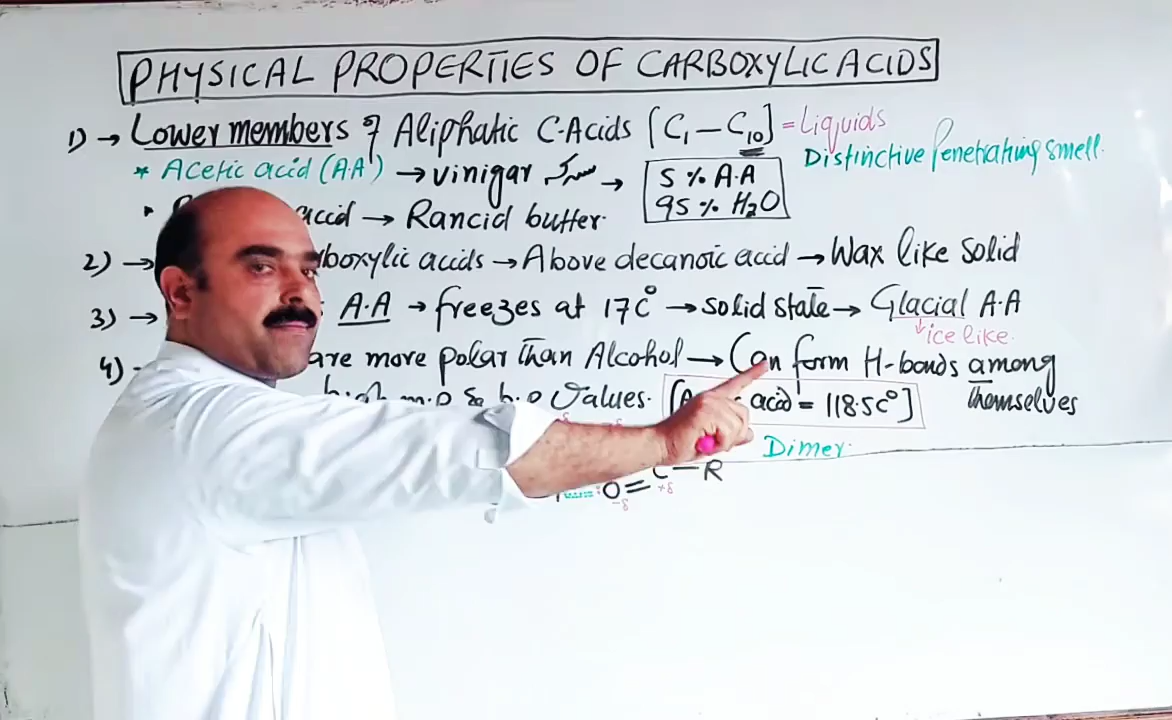 PHYSICAL PROPERTIES OF CARBOXYLIC ACIDS
1) → Lower members of Aliphatic C-Acids [C₁ – C₁₀] = Liquids
Distinctive Penetrating smell.
* Acetic acid (A.A) → vinigar سرکہ → 5 % A.A
95 % H₂O
acid → Rancid butter.
2) → boxylic acids → Above decanoic acid → Wax like Solid
3) → A.A → freezes at 17C° → solid state → Glacial A.A
↓ ice like.
4) - are more polar than Alcohol → Can form H-bonds among
themselves
high m.p & b.p Values. [A acid = 118.5C°]
Dimer.
O = C – R
-δ +δ